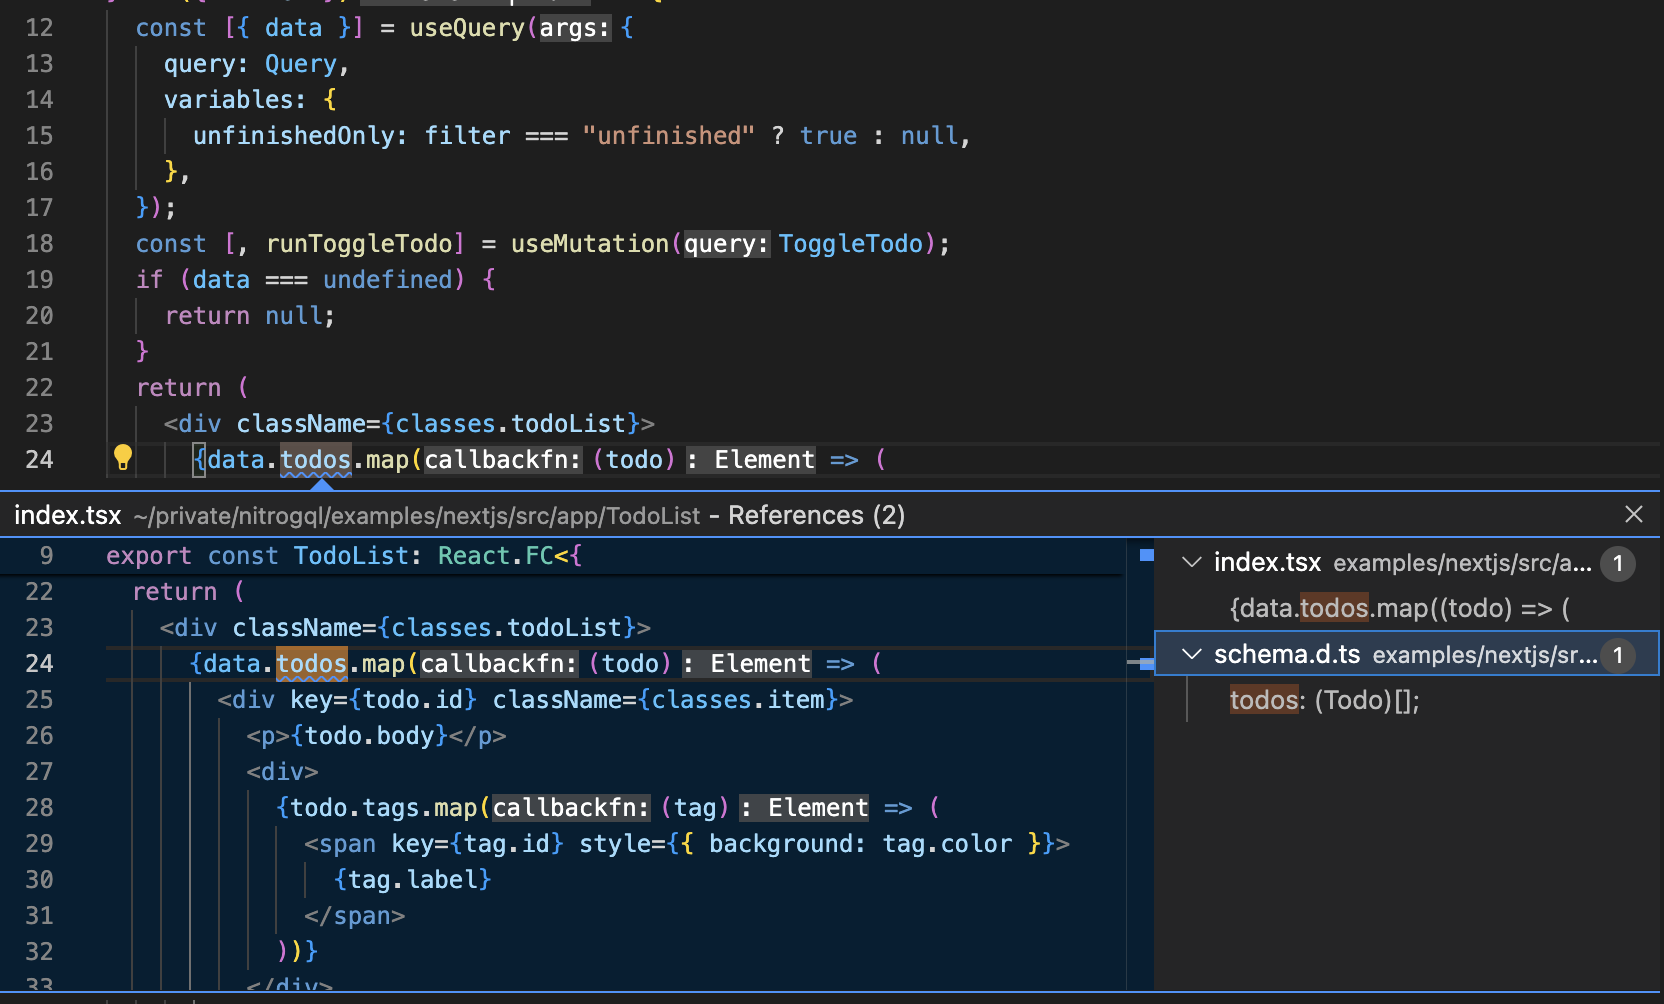 12 const [{ data }] = useQuery(args: {
13 query: Query,
14 variables: {
15 unfinishedOnly: filter === "unfinished" ? true : null,
16 },
17 });
18 const [, runToggleTodo] = useMutation(query: ToggleTodo);
19 if (data === undefined) {
20 return null;
21 }
22 return (
23 <div className={classes.todoList}>
24 {data.todos.map(callbackfn: (todo) : Element => (
index.tsx ~/private/nitrogql/examples/nextjs/src/app/TodoList - References (2)
9 export const TodoList: React.FC<{
22 return (
23 <div className={classes.todoList}>
24 {data.todos.map(callbackfn: (todo) : Element => (
25 <div key={todo.id} className={classes.item}>
26 <p>{todo.body}</p>
27 <div>
28 {todo.tags.map(callbackfn: (tag) : Element => (
29 <span key={tag.id} style={{ background: tag.color }}>
30 {tag.label}
31 </span>
32 ))}
33 </div>
index.tsx examples/nextjs/src/a... 1
{data.todos.map((todo) => (
schema.d.ts examples/nextjs/sr... 1
todos: (Todo)[];